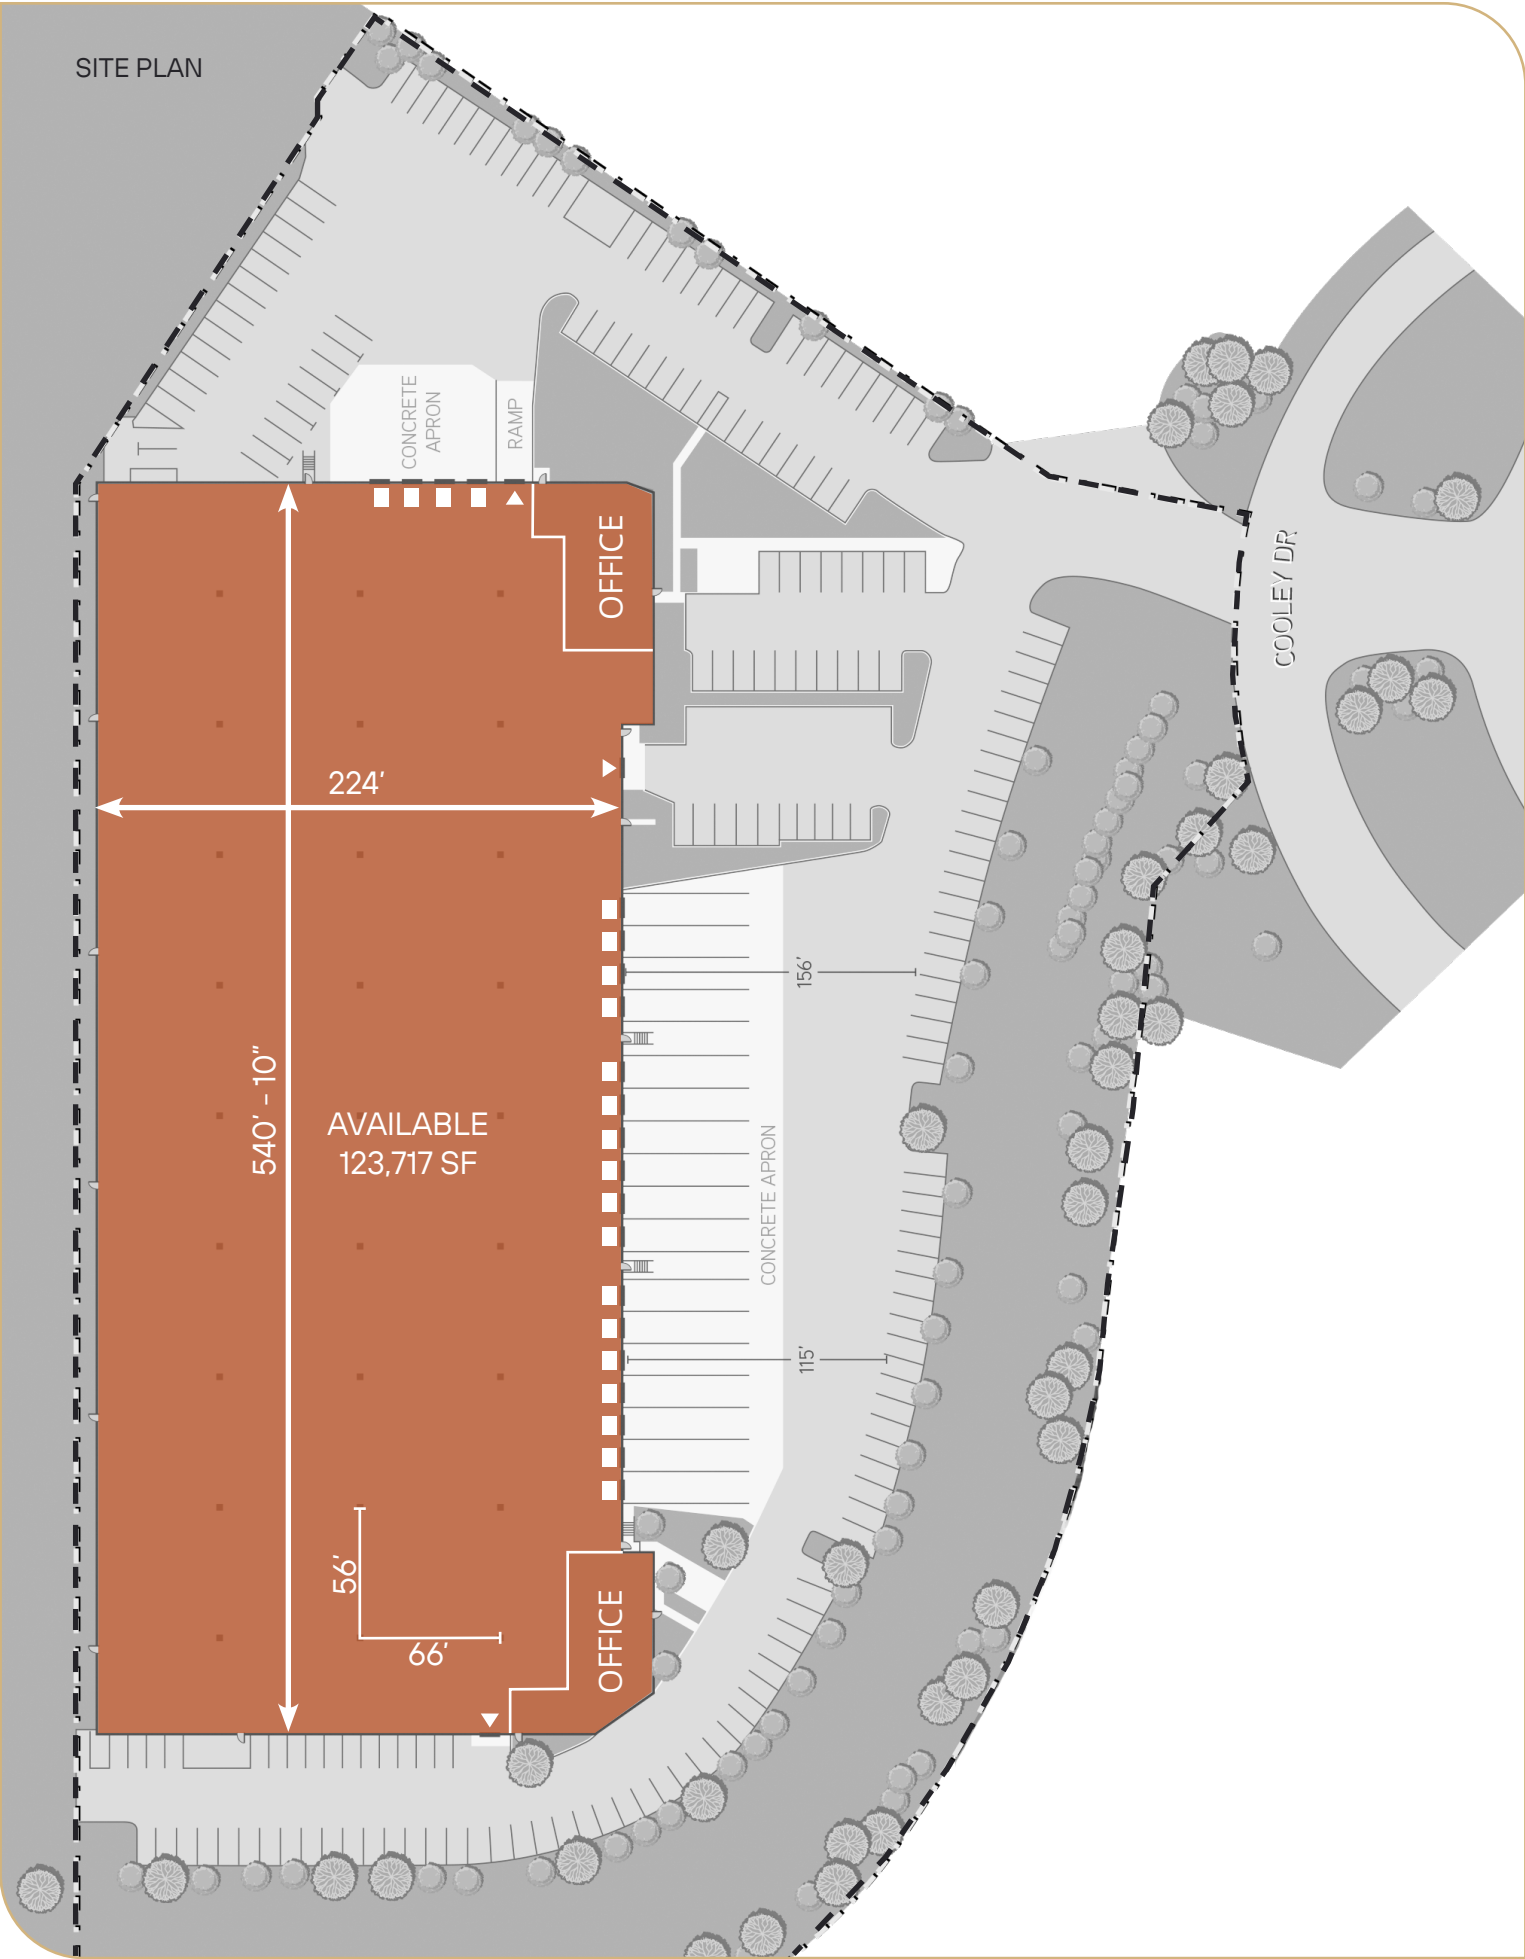 SITE PLAN
CONCRETE
APRON
RAMP
OFFICE
COOLEY DR
224’
156’
540’ – 10”
AVAILABLE
123,717 SF
CONCRETE APRON
115’
56’
66’
OFFICE